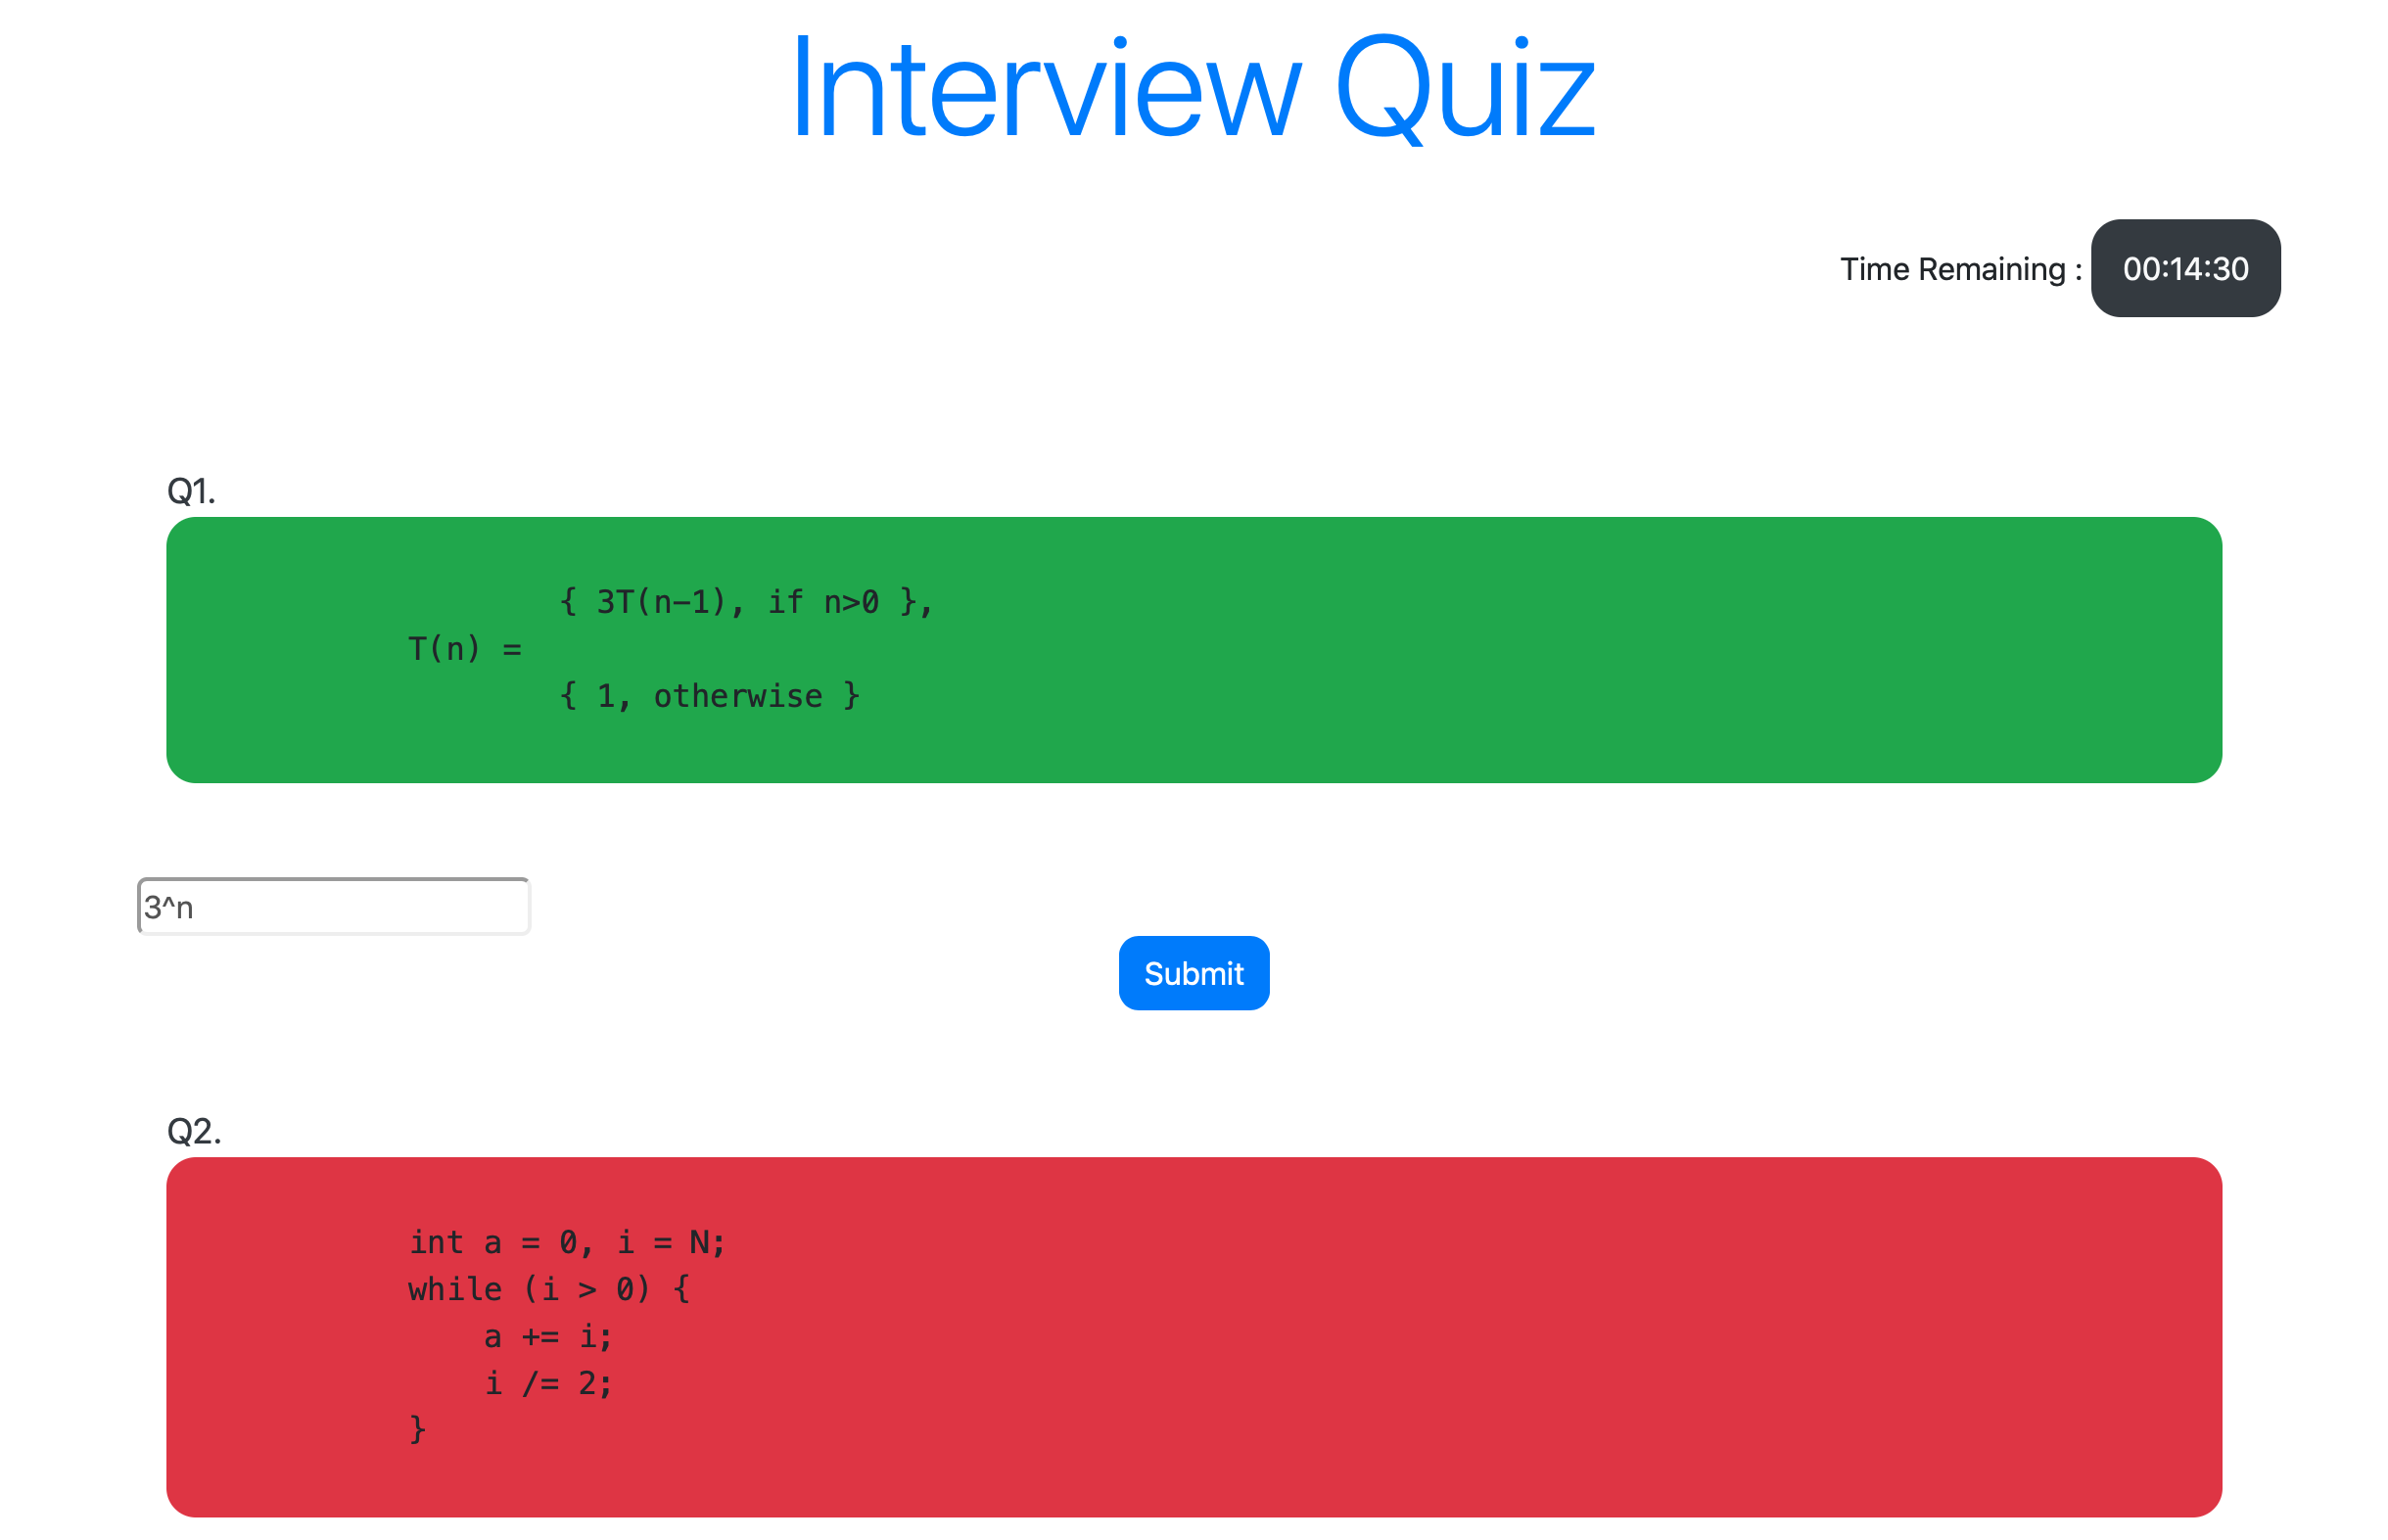 Interview Quiz
Time Remaining : 00:14:30
Q1.
{ 3T(n-1), if n>0 },
T(n) =
{ 1, otherwise }
3^n
Submit
Q2.
int a = 0, i = N;
while (i > 0) {
    a += i;
    i /= 2;
}